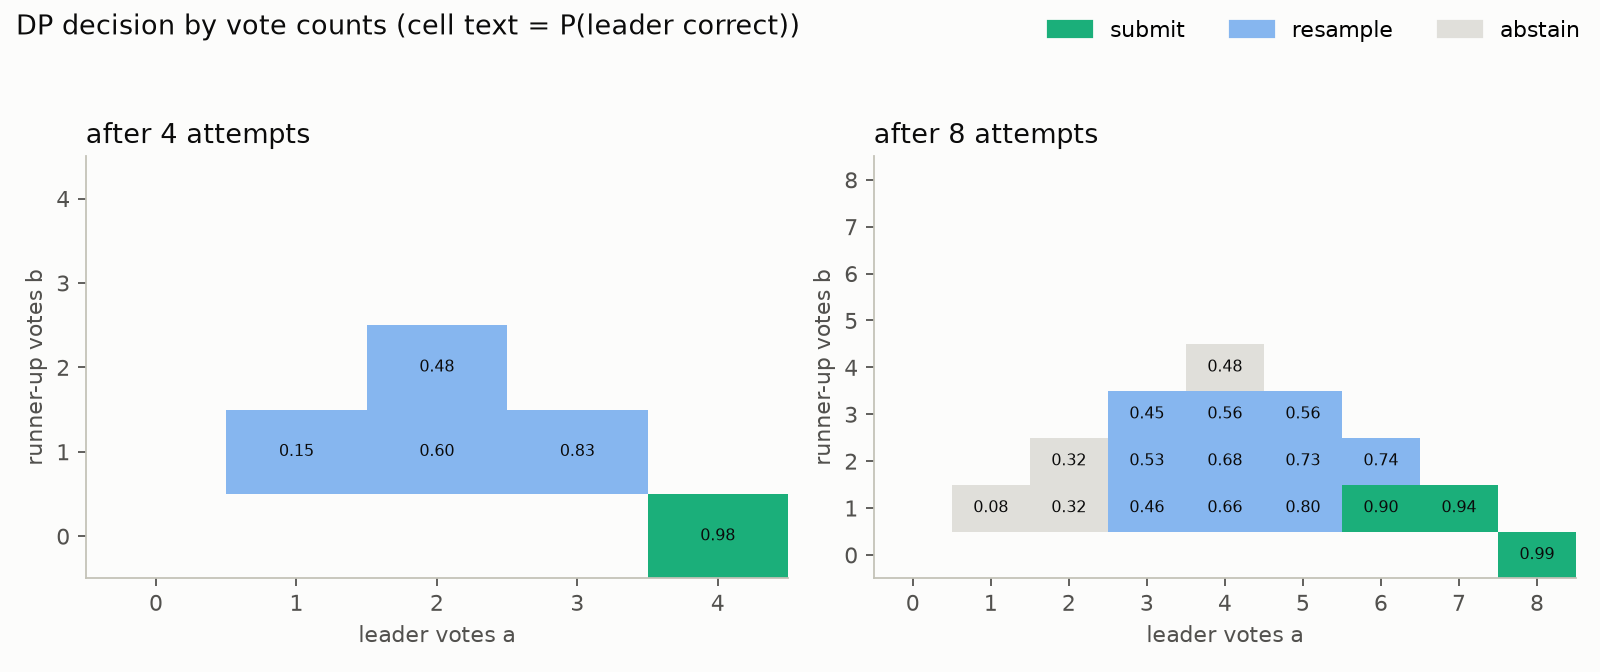 DP decision by vote counts (cell text = P(leader correct))
submit
resample
abstain
after 4 attempts
4
3
2
1
0
runner-up votes b
0.48
0.15 0.60 0.83
0.98
0 1 2 3 4
leader votes a
after 8 attempts
8
7
6
5
4
3
2
1
0
runner-up votes b
0.48
0.45 0.56 0.56
0.32 0.53 0.68 0.73 0.74
0.08 0.32 0.46 0.66 0.80 0.90 0.94
0.99
0 1 2 3 4 5 6 7 8
leader votes a